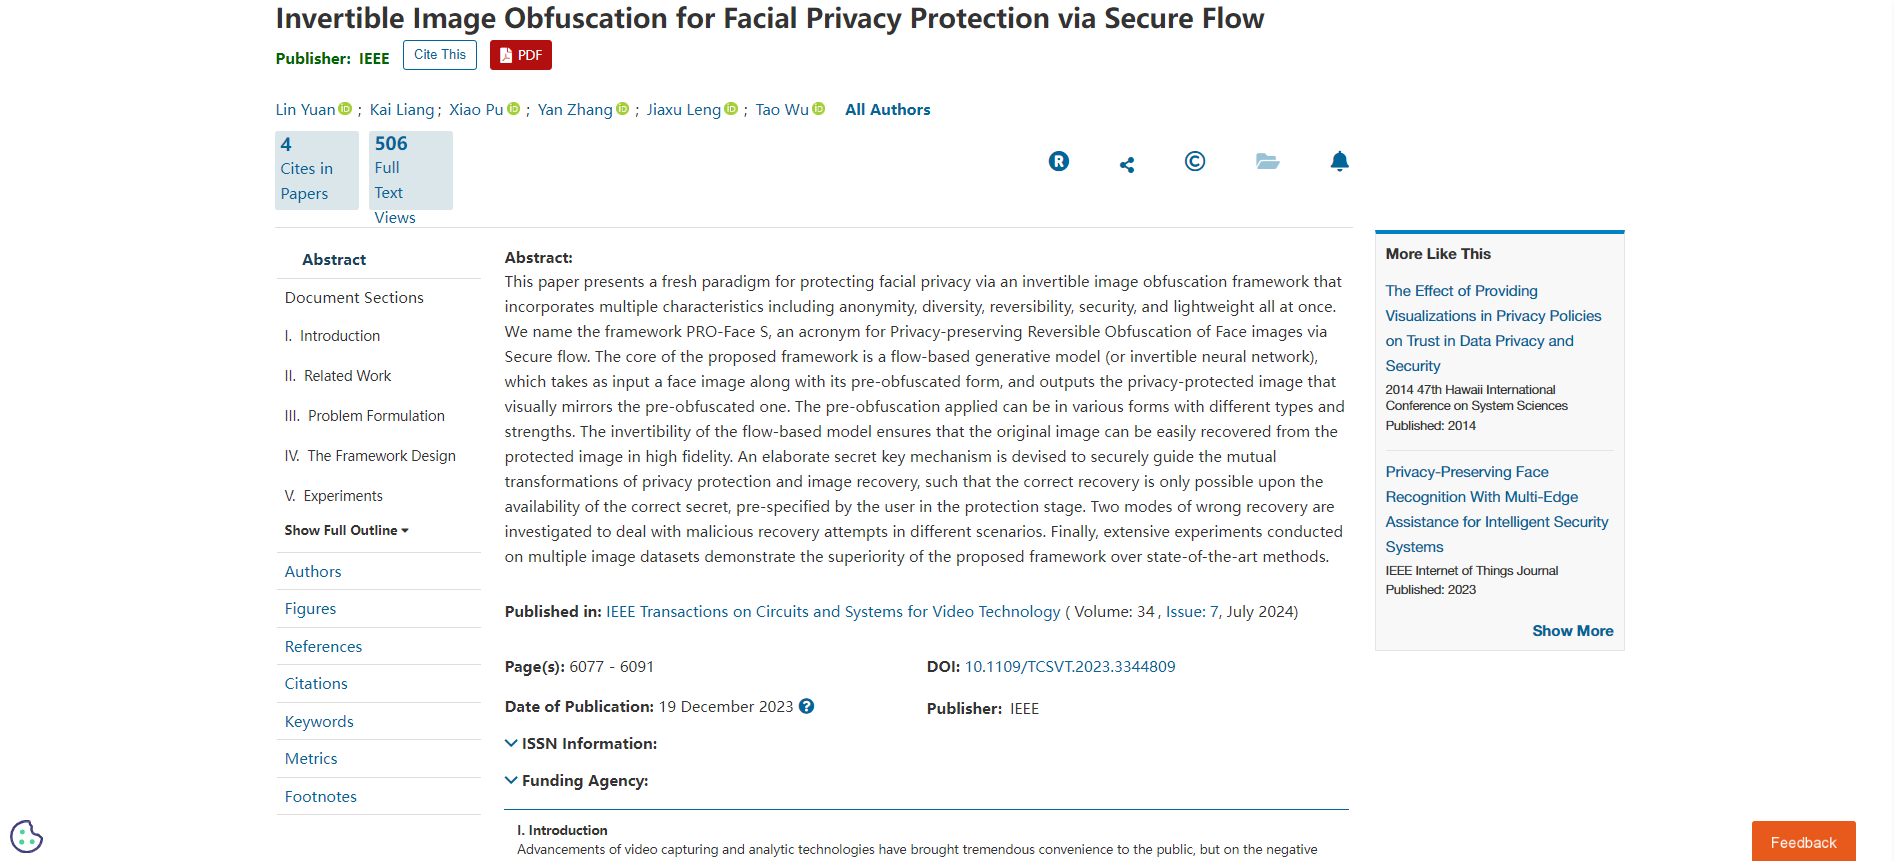 Invertible Image Obfuscation for Facial Privacy Protection via Secure Flow
Publisher: IEEE
Cite This
PDF
Lin Yuan ; Kai Liang ; Xiao Pu ; Yan Zhang ; Jiaxu Leng ; Tao Wu All Authors
4
Cites in
Papers
506
Full
Text
Views
Abstract
Document Sections
I. Introduction
II. Related Work
III. Problem Formulation
IV. The Framework Design
V. Experiments
Show Full Outline
Authors
Figures
References
Citations
Keywords
Metrics
Footnotes
Abstract:
This paper presents a fresh paradigm for protecting facial privacy via an invertible image obfuscation framework that
incorporates multiple characteristics including anonymity, diversity, reversibility, security, and lightweight all at once.
We name the framework PRO-Face S, an acronym for Privacy-preserving Reversible Obfuscation of Face images via
Secure flow. The core of the proposed framework is a flow-based generative model (or invertible neural network),
which takes as input a face image along with its pre-obfuscated form, and outputs the privacy-protected image that
visually mirrors the pre-obfuscated one. The pre-obfuscation applied can be in various forms with different types and
strengths. The invertibility of the flow-based model ensures that the original image can be easily recovered from the
protected image in high fidelity. An elaborate secret key mechanism is devised to securely guide the mutual
transformations of privacy protection and image recovery, such that the correct recovery is only possible upon the
availability of the correct secret, pre-specified by the user in the protection stage. Two modes of wrong recovery are
investigated to deal with malicious recovery attempts in different scenarios. Finally, extensive experiments conducted
on multiple image datasets demonstrate the superiority of the proposed framework over state-of-the-art methods.
Published in: IEEE Transactions on Circuits and Systems for Video Technology ( Volume: 34 , Issue: 7, July 2024)
Page(s): 6077 - 6091
DOI: 10.1109/TCSVT.2023.3344809
Date of Publication: 19 December 2023
Publisher: IEEE
ISSN Information:
Funding Agency:
I. Introduction
Advancements of video capturing and analytic technologies have brought tremendous convenience to the public, but on the negative
More Like This
The Effect of Providing
Visualizations in Privacy Policies
on Trust in Data Privacy and
Security
2014 47th Hawaii International
Conference on System Sciences
Published: 2014
Privacy-Preserving Face
Recognition With Multi-Edge
Assistance for Intelligent Security
Systems
IEEE Internet of Things Journal
Published: 2023
Show More
Feedback